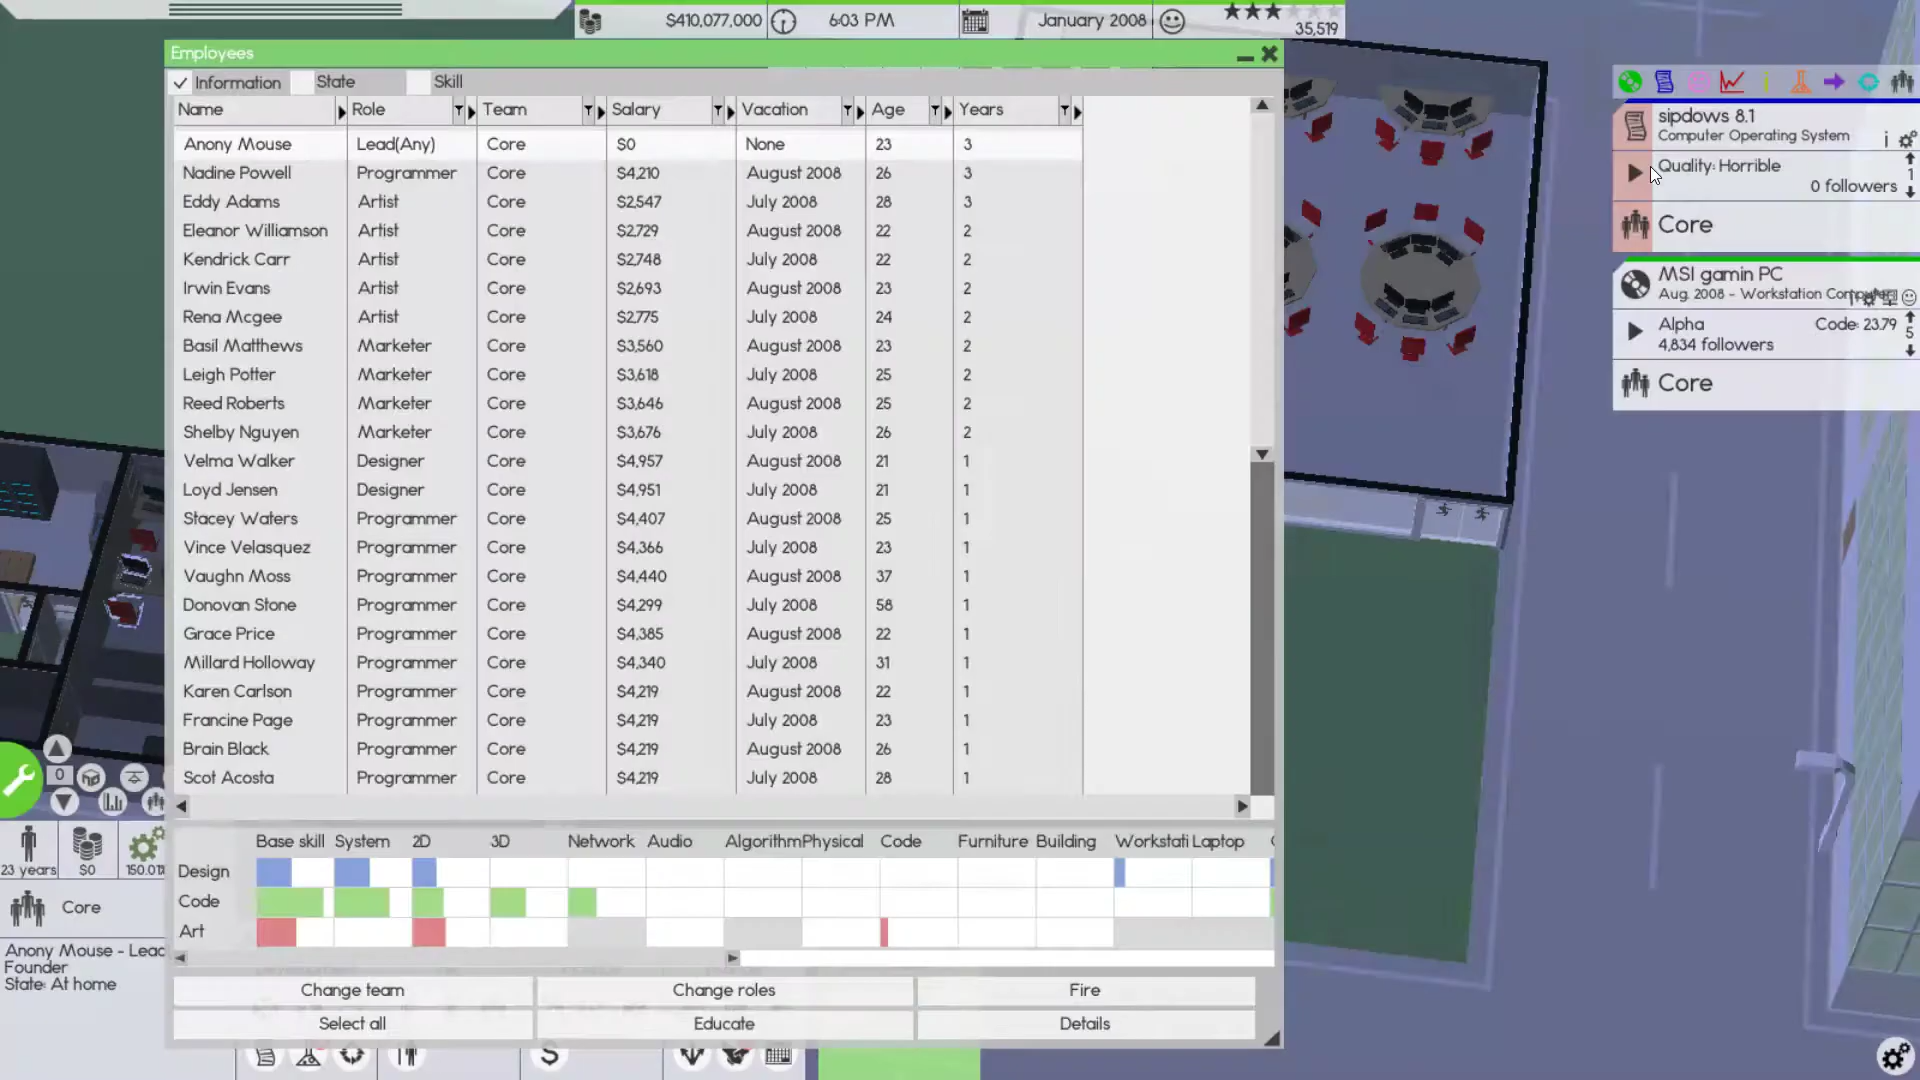 $410,077,000
6:03 PM
January 2008
35,519
Employees
Information State Skill
Name Role Team Salary Vacation Age Years
Anony Mouse Lead(Any) Core $0 None 23 3
Nadine Powell Programmer Core $4,210 August 2008 26 3
Eddy Adams Artist Core $2,547 July 2008 28 3
Eleanor Williamson Artist Core $2,729 August 2008 22 2
Kendrick Carr Artist Core $2,748 July 2008 22 2
Irwin Evans Artist Core $2,693 August 2008 23 2
Rena Mcgee Artist Core $2,775 July 2008 24 2
Basil Matthews Marketer Core $3,560 August 2008 23 2
Leigh Potter Marketer Core $3,618 July 2008 25 2
Reed Roberts Marketer Core $3,646 August 2008 25 2
Shelby Nguyen Marketer Core $3,676 July 2008 26 2
Velma Walker Designer Core $4,957 August 2008 21 1
Loyd Jensen Designer Core $4,951 July 2008 21 1
Stacey Waters Programmer Core $4,407 August 2008 25 1
Vince Velasquez Programmer Core $4,366 July 2008 23 1
Vaughn Moss Programmer Core $4,440 August 2008 37 1
Donovan Stone Programmer Core $4,299 July 2008 58 1
Grace Price Programmer Core $4,385 August 2008 22 1
Millard Holloway Programmer Core $4,340 July 2008 31 1
Karen Carlson Programmer Core $4,219 August 2008 22 1
Francine Page Programmer Core $4,219 July 2008 23 1
Brain Black Programmer Core $4,219 August 2008 26 1
Scot Acosta Programmer Core $4,219 July 2008 28 1
Base skill System 2D 3D Network Audio Algorithm Physical Code Furniture Building Workstati Laptop
Design
Code
Art
Change team Change roles Fire
Select all Educate Details
sipdows 8.1
Computer Operating System
i
Quality: Horrible
1
0 followers
Core
MSI gamin PC
Aug. 2008 - Workstation
Alpha Code: 23.79
5
4,834 followers
Core
0
23 years $0 150.01%
Core
Anony Mouse - Lead
Founder
State: At home